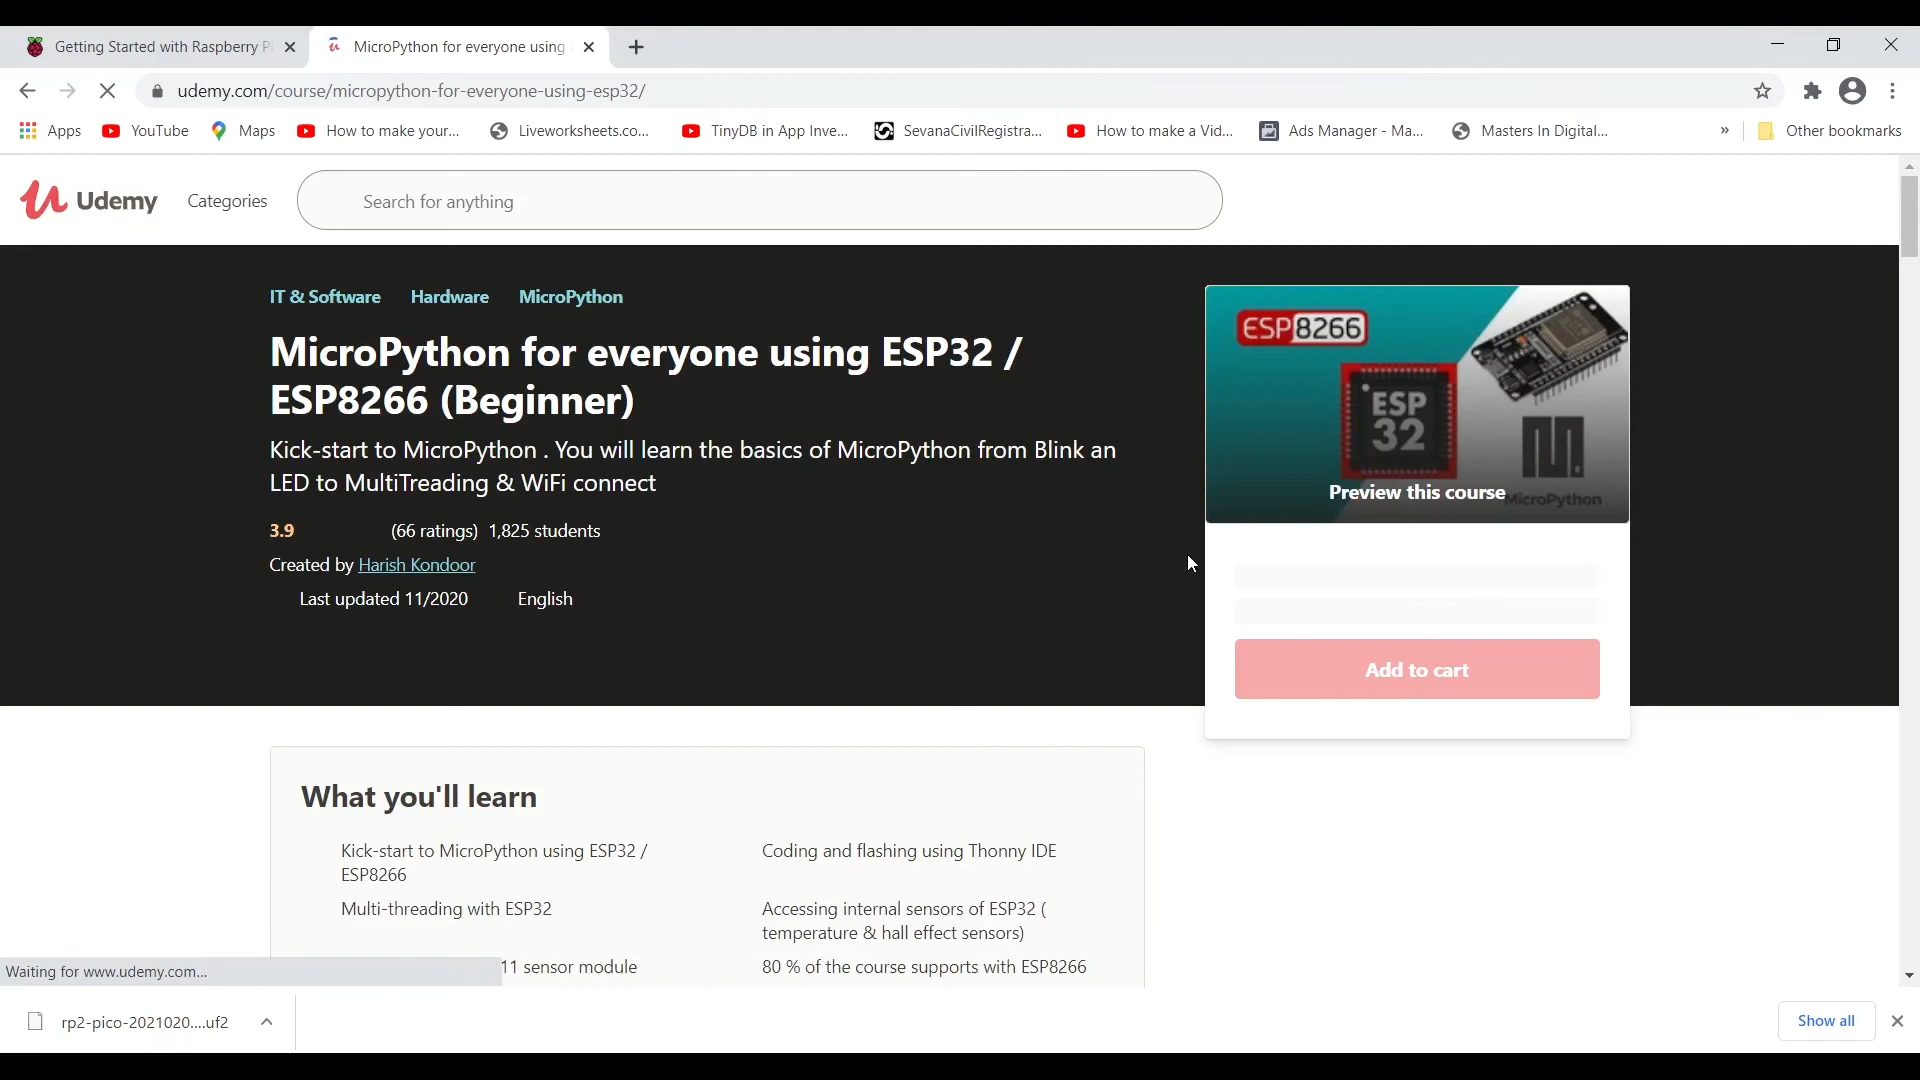 Getting Started with Raspberry Pi
MicroPython for everyone using
udemy.com/course/micropython-for-everyone-using-esp32/
Apps YouTube Maps How to make your... Liveworksheets.co... TinyDB in App Inve... SevanaCivilRegistra... How to make a Vid... Ads Manager - Ma... Masters In Digital... » Other bookmarks
Udemy Categories Search for anything
IT & Software Hardware MicroPython
MicroPython for everyone using ESP32 /
ESP8266 (Beginner)
Kick-start to MicroPython . You will learn the basics of MicroPython from Blink an
LED to MultiTreading & WiFi connect
3.9 (66 ratings) 1,825 students
Created by Harish Kondoor
Last updated 11/2020 English
ESP8266
ESP
32
MicroPython
Preview this course
Add to cart
What you'll learn
Kick-start to MicroPython using ESP32 /
ESP8266
Coding and flashing using Thonny IDE
Multi-threading with ESP32
Accessing internal sensors of ESP32 (
temperature & hall effect sensors)
11 sensor module
80 % of the course supports with ESP8266
Waiting for www.udemy.com...
rp2-pico-2021020....uf2
Show all